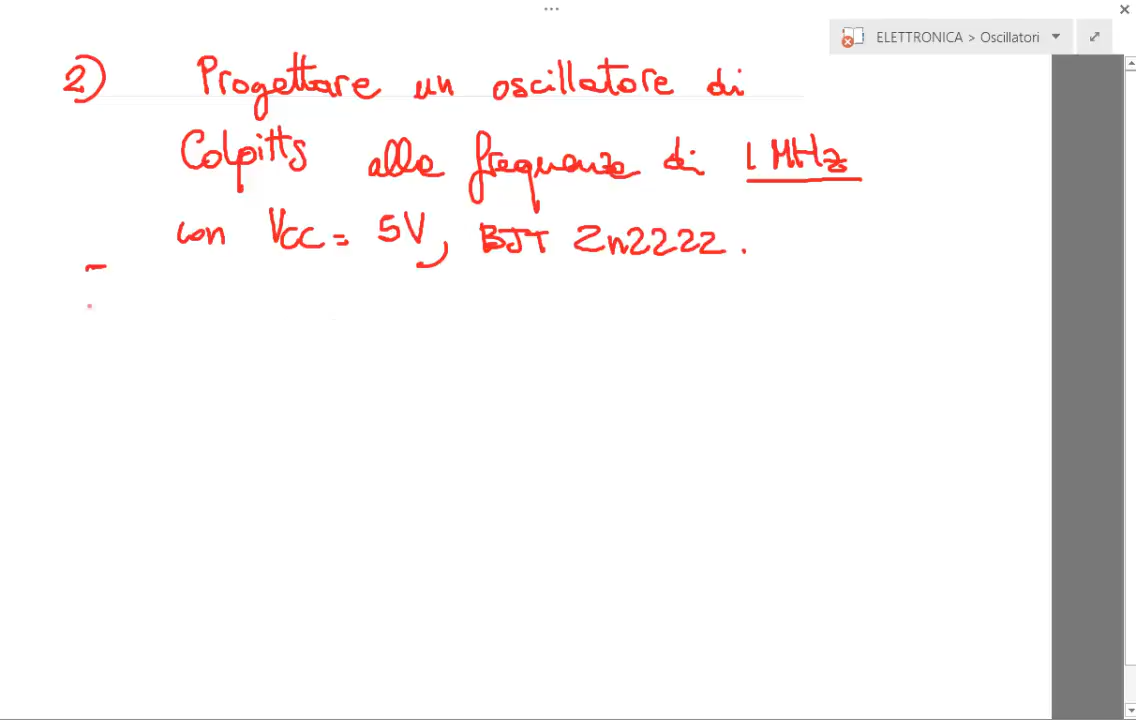 ELETTRONICA > Oscillatori
2) Progettare un oscillatore di
Colpitts alla frequenza di 1 MHz
con VCC = 5V, BJT 2n2222.